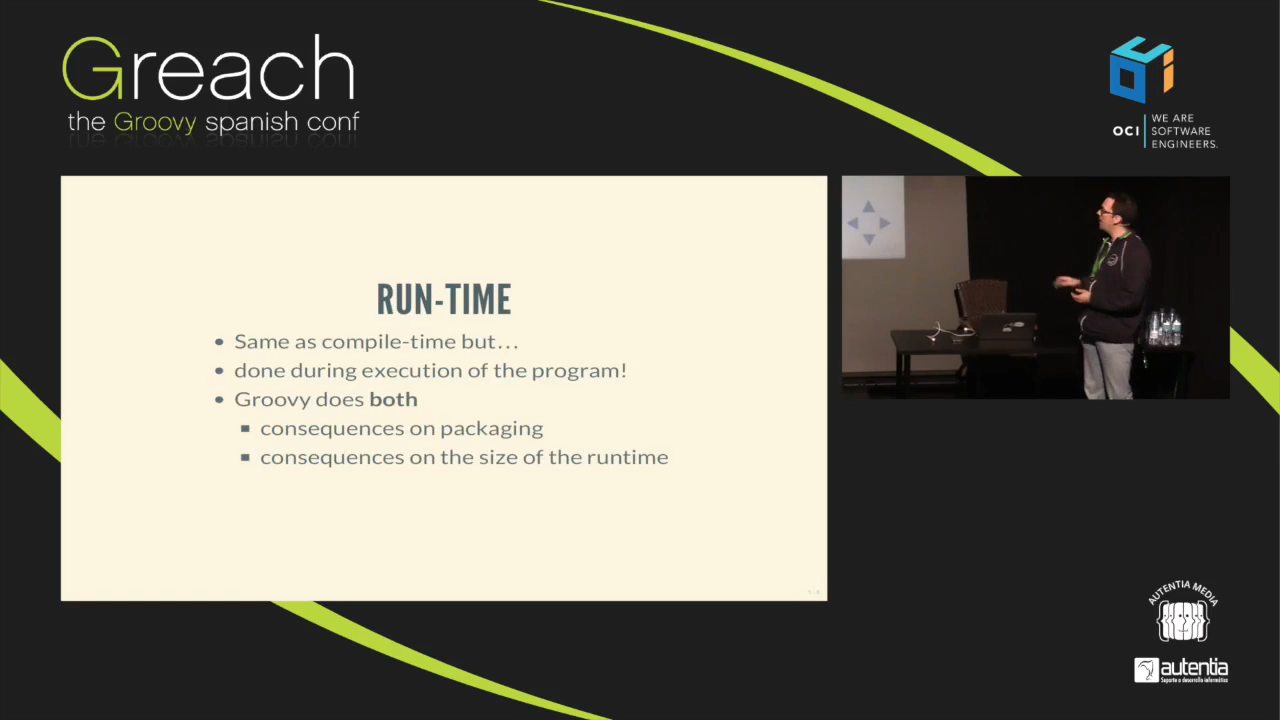 Greach
the Groovy spanish conf
OCI
WE ARE
SOFTWARE
ENGINEERS.
RUN-TIME
• Same as compile-time but…
• done during execution of the program!
• Groovy does both
▪ consequences on packaging
▪ consequences on the size of the runtime
AUTENTIA MEDIA
autentia
Soporte a desarrollo informático